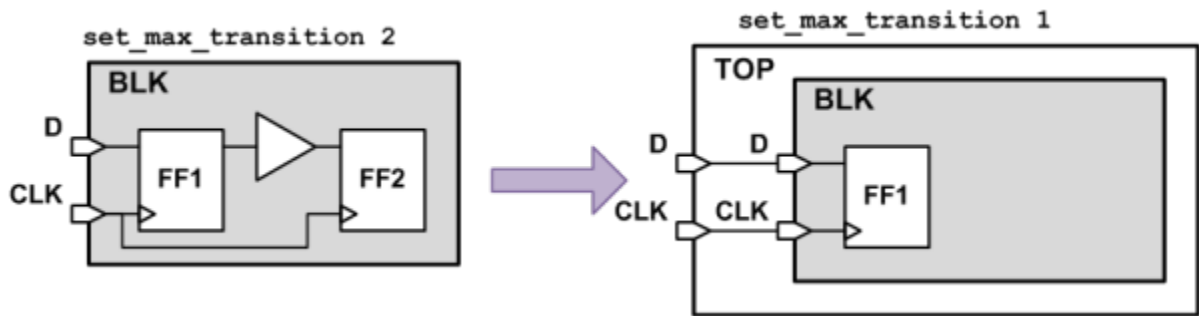 set_max_transition 2
BLK
D
FF1
FF2
CLK
set_max_transition 1
TOP
BLK
D
D
FF1
CLK
CLK